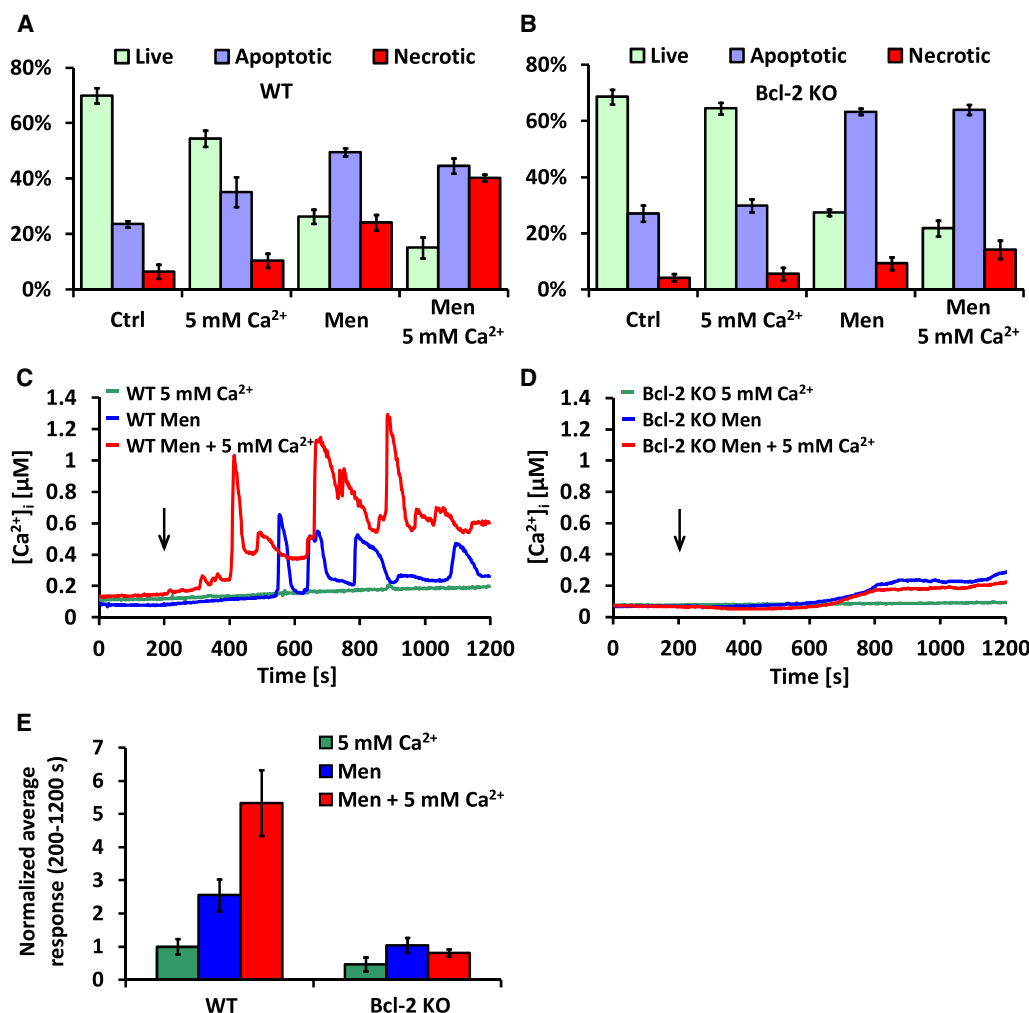 A
Live Apoptotic Necrotic
WT
80%
60%
40%
20%
0%
Ctrl 5 mM Ca²⁺ Men Men
5 mM Ca²⁺
B
Live Apoptotic Necrotic
Bcl-2 KO
80%
60%
40%
20%
0%
Ctrl 5 mM Ca²⁺ Men Men
5 mM Ca²⁺
C
WT 5 mM Ca²⁺
WT Men
WT Men + 5 mM Ca²⁺
[Ca²⁺]i [µM]
1.4
1.2
1
0.8
0.6
0.4
0.2
0
0 200 400 600 800 1000 1200
Time [s]
D
Bcl-2 KO 5 mM Ca²⁺
Bcl-2 KO Men
Bcl-2 KO Men + 5 mM Ca²⁺
[Ca²⁺]i [µM]
1.4
1.2
1
0.8
0.6
0.4
0.2
0
0 200 400 600 800 1000 1200
Time [s]
E
5 mM Ca²⁺
Men
Men + 5 mM Ca²⁺
Normalized average
response (200-1200 s)
7
6
5
4
3
2
1
0
WT Bcl-2 KO